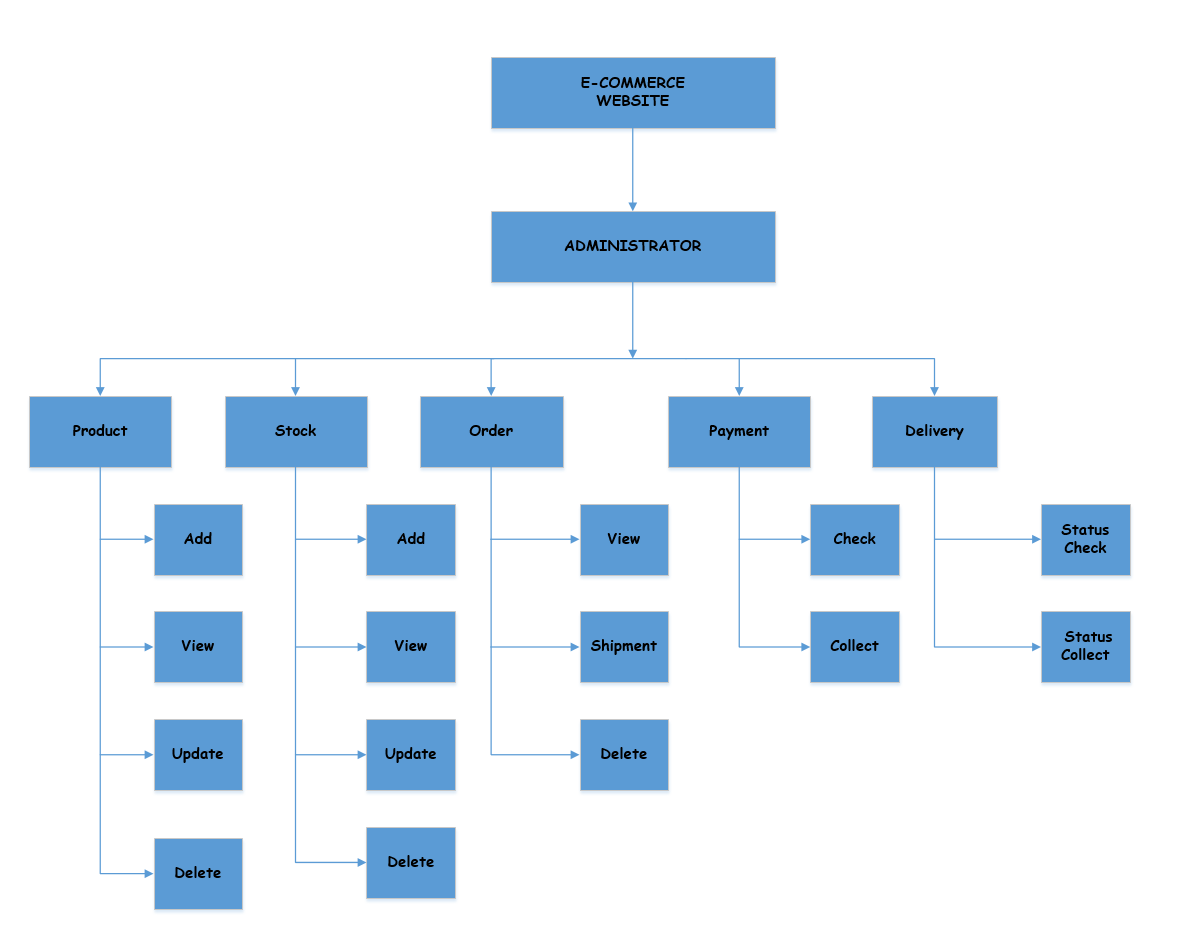 E-COMMERCE
WEBSITE
ADMINISTRATOR
Product
Stock
Order
Payment
Delivery
Add
Add
View
Check
Status
Check
View
View
Shipment
Collect
Status
Collect
Update
Update
Delete
Delete
Delete